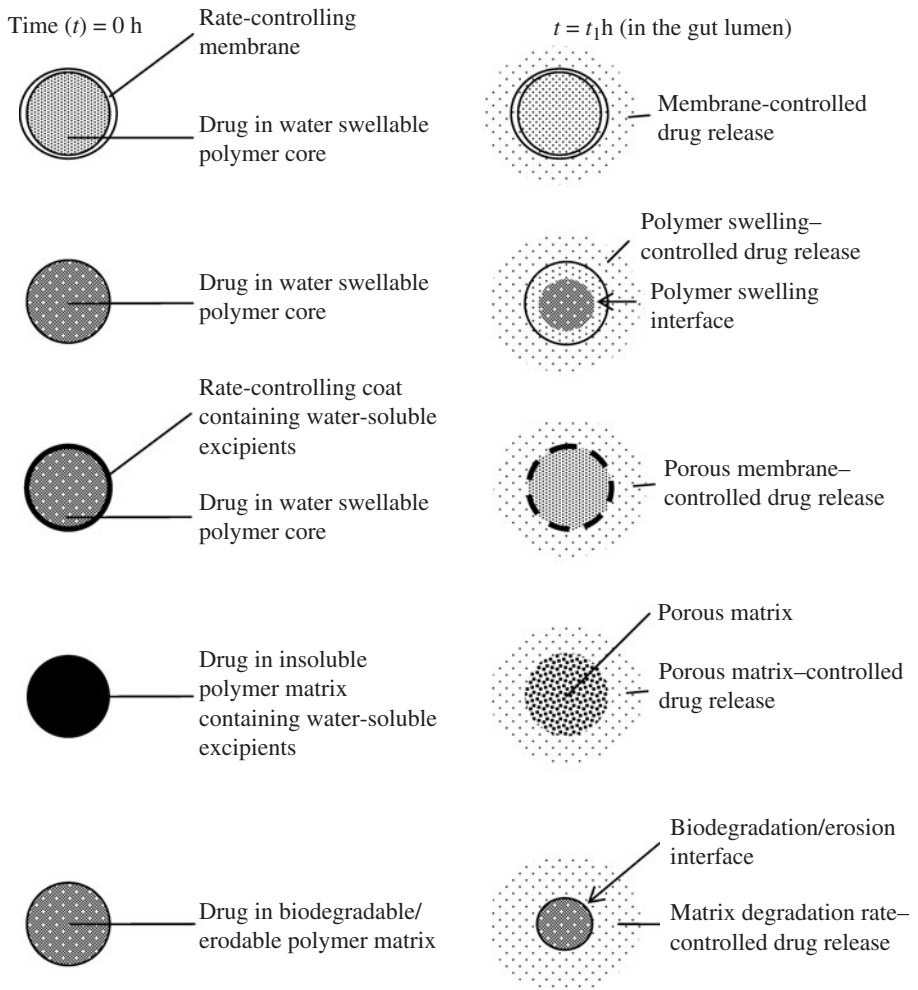 Time (t) = 0 h
Rate-controlling
membrane
Drug in water swellable
polymer core
t = t₁h (in the gut lumen)
Membrane-controlled
drug release
Drug in water swellable
polymer core
Polymer swelling–
controlled drug release
Polymer swelling
interface
Rate-controlling coat
containing water-soluble
excipients
Drug in water swellable
polymer core
Porous membrane–
controlled drug release
Drug in insoluble
polymer matrix
containing water-soluble
excipients
Porous matrix
Porous matrix–controlled
drug release
Drug in biodegradable/
erodable polymer matrix
Biodegradation/erosion
interface
Matrix degradation rate–
controlled drug release